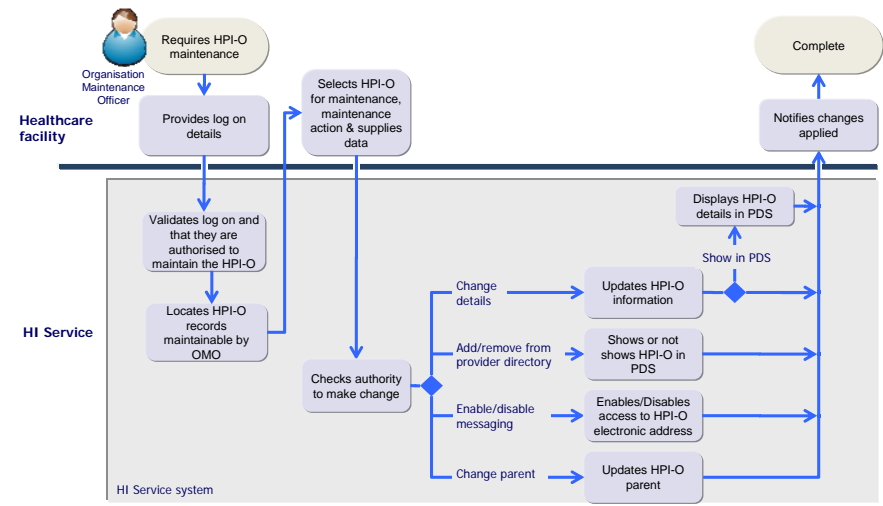 Requires HPI-O
maintenance
Organisation
Maintenance
Officer
Healthcare
facility
Provides log on
details
Selects HPI-O
for maintenance,
maintenance
action & supplies
data
Complete
Notifies changes
applied
HI Service
Validates log on and
that they are
authorised to
maintain the HPI-O
Locates HPI-O
records
maintainable by
OMO
Checks authority
to make change
Displays HPI-O
details in PDS
Show in PDS
Change
details
Updates HPI-O
information
Add/remove from
provider directory
Shows or not
shows HPI-O in
PDS
Enable/disable
messaging
Enables/Disables
access to HPI-O
electronic address
Change parent
Updates HPI-O
parent
HI Service system